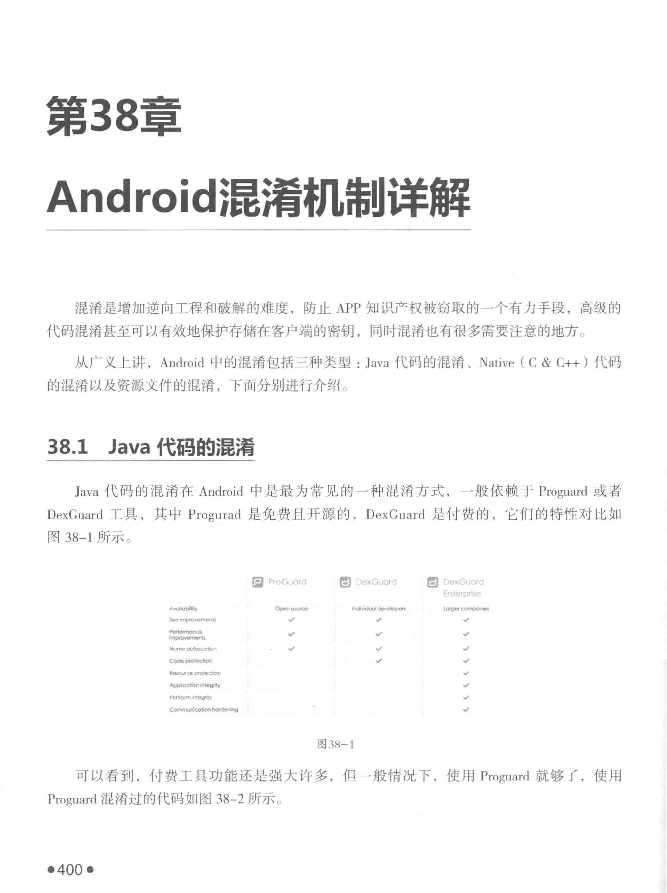 第38章
Android混淆机制详解
混淆是增加逆向工程和破解的难度，防止 APP 知识产权被窃取的一个有力手段，高级的
代码混淆甚至可以有效地保护存储在客户端的密钥，同时混淆也有很多需要注意的地方。
从广义上讲，Android 中的混淆包括三种类型：Java 代码的混淆、Native（C & C++）代码
的混淆以及资源文件的混淆，下面分别进行介绍。
38.1 Java 代码的混淆
Java 代码的混淆在 Android 中是最为常见的一种混淆方式，一般依赖于 Proguard 或者
DexGuard 工具，其中 Progurad 是免费且开源的，DexGuard 是付费的，它们的特性对比如
图 38-1 所示。
ProGuard DexGuard DexGuard
Enterprise
Availability Open source Individual developers Larger companies
Size improvements ✓ ✓ ✓
Performance
improvements ✓ ✓ ✓
Name obfuscation ✓ ✓ ✓
Code protection ✓ ✓
Resource protection ✓
Application integrity ✓
Platform integrity ✓
Communication hardening ✓
图38-1
可以看到，付费工具功能还是强大许多，但一般情况下，使用 Proguard 就够了，使用
Proguard 混淆过的代码如图 38-2 所示。
●400●